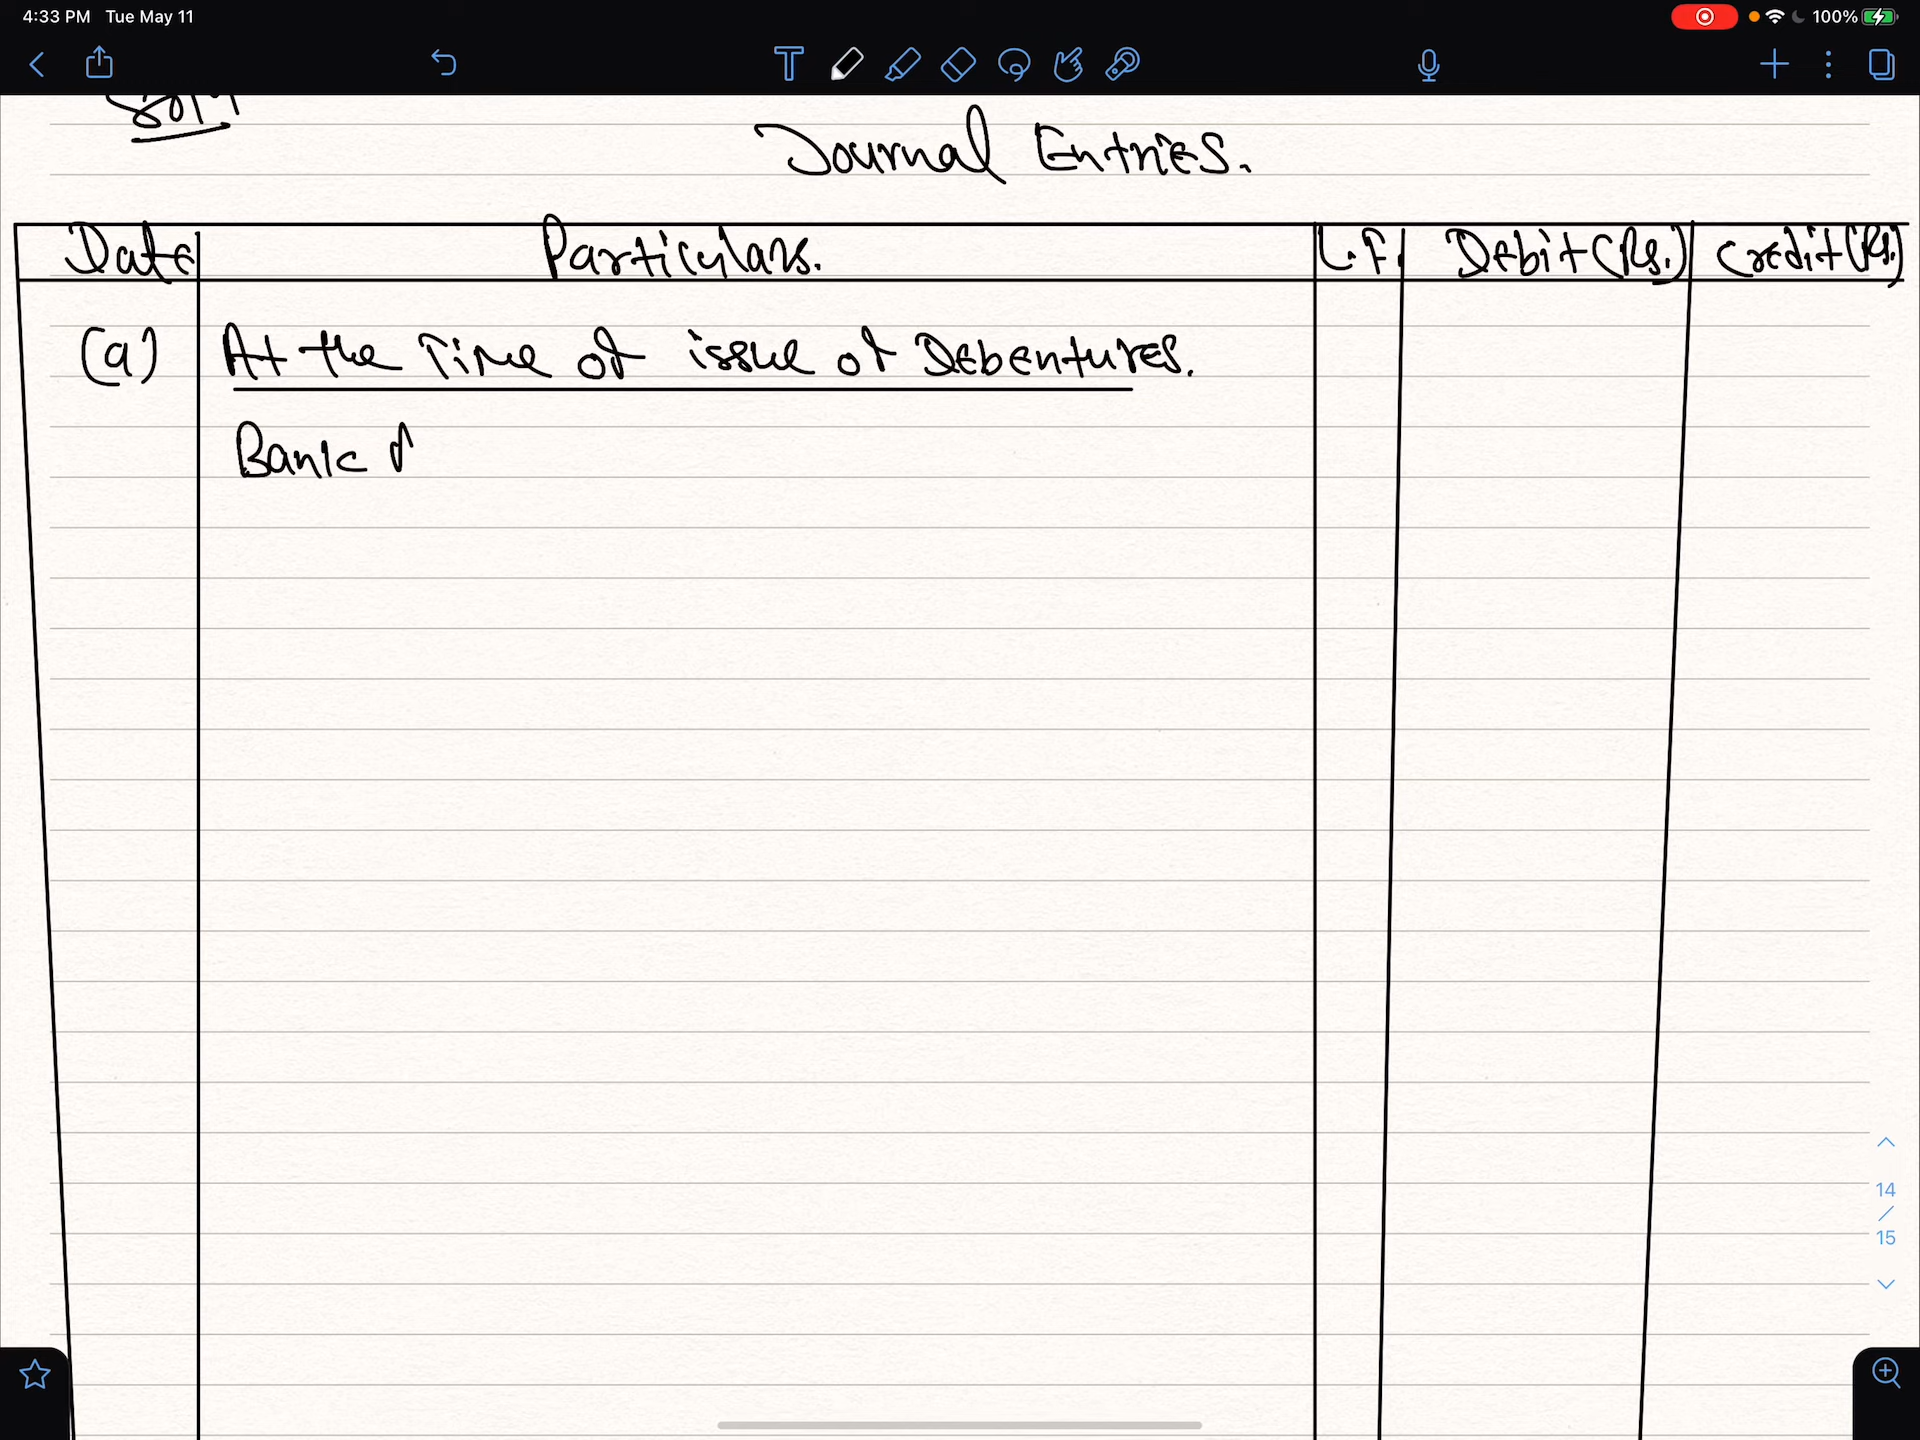 4:33 PM Tue May 11
100%
Soln
Journal Entries.
Date Particulars. L.F. Debit (Rs.) Credit (Rs.)
(a) At the Time of issue of Debentures.
Bank
14
/
15